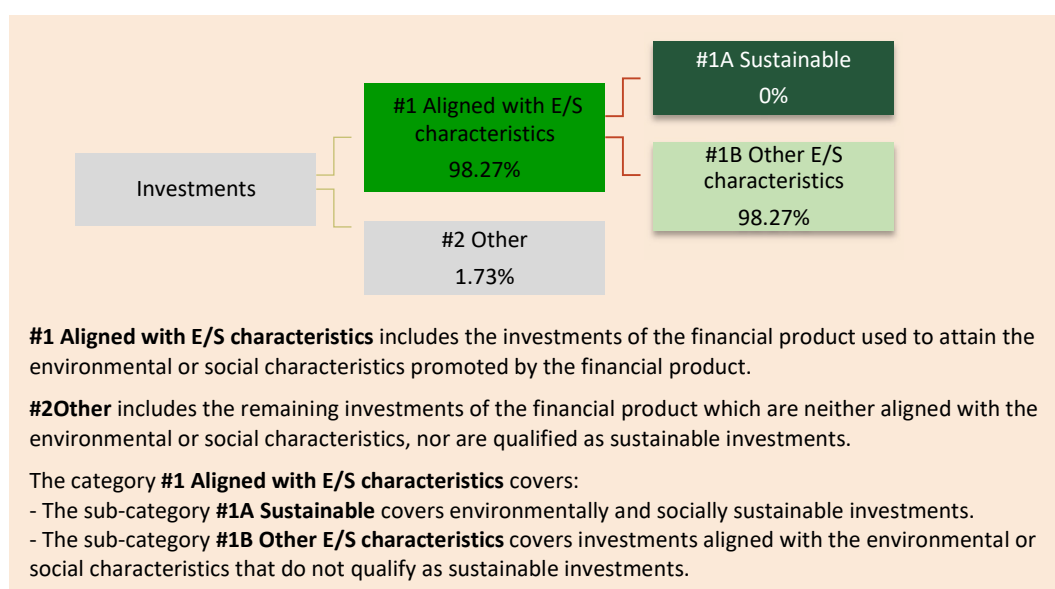 #1A Sustainable
0%
#1 Aligned with E/S
characteristics
98.27%
#1B Other E/S
characteristics
98.27%
Investments
#2 Other
1.73%
#1 Aligned with E/S characteristics includes the investments of the financial product used to attain the
environmental or social characteristics promoted by the financial product.
#2Other includes the remaining investments of the financial product which are neither aligned with the
environmental or social characteristics, nor are qualified as sustainable investments.
The category #1 Aligned with E/S characteristics covers:
- The sub-category #1A Sustainable covers environmentally and socially sustainable investments.
- The sub-category #1B Other E/S characteristics covers investments aligned with the environmental or
social characteristics that do not qualify as sustainable investments.